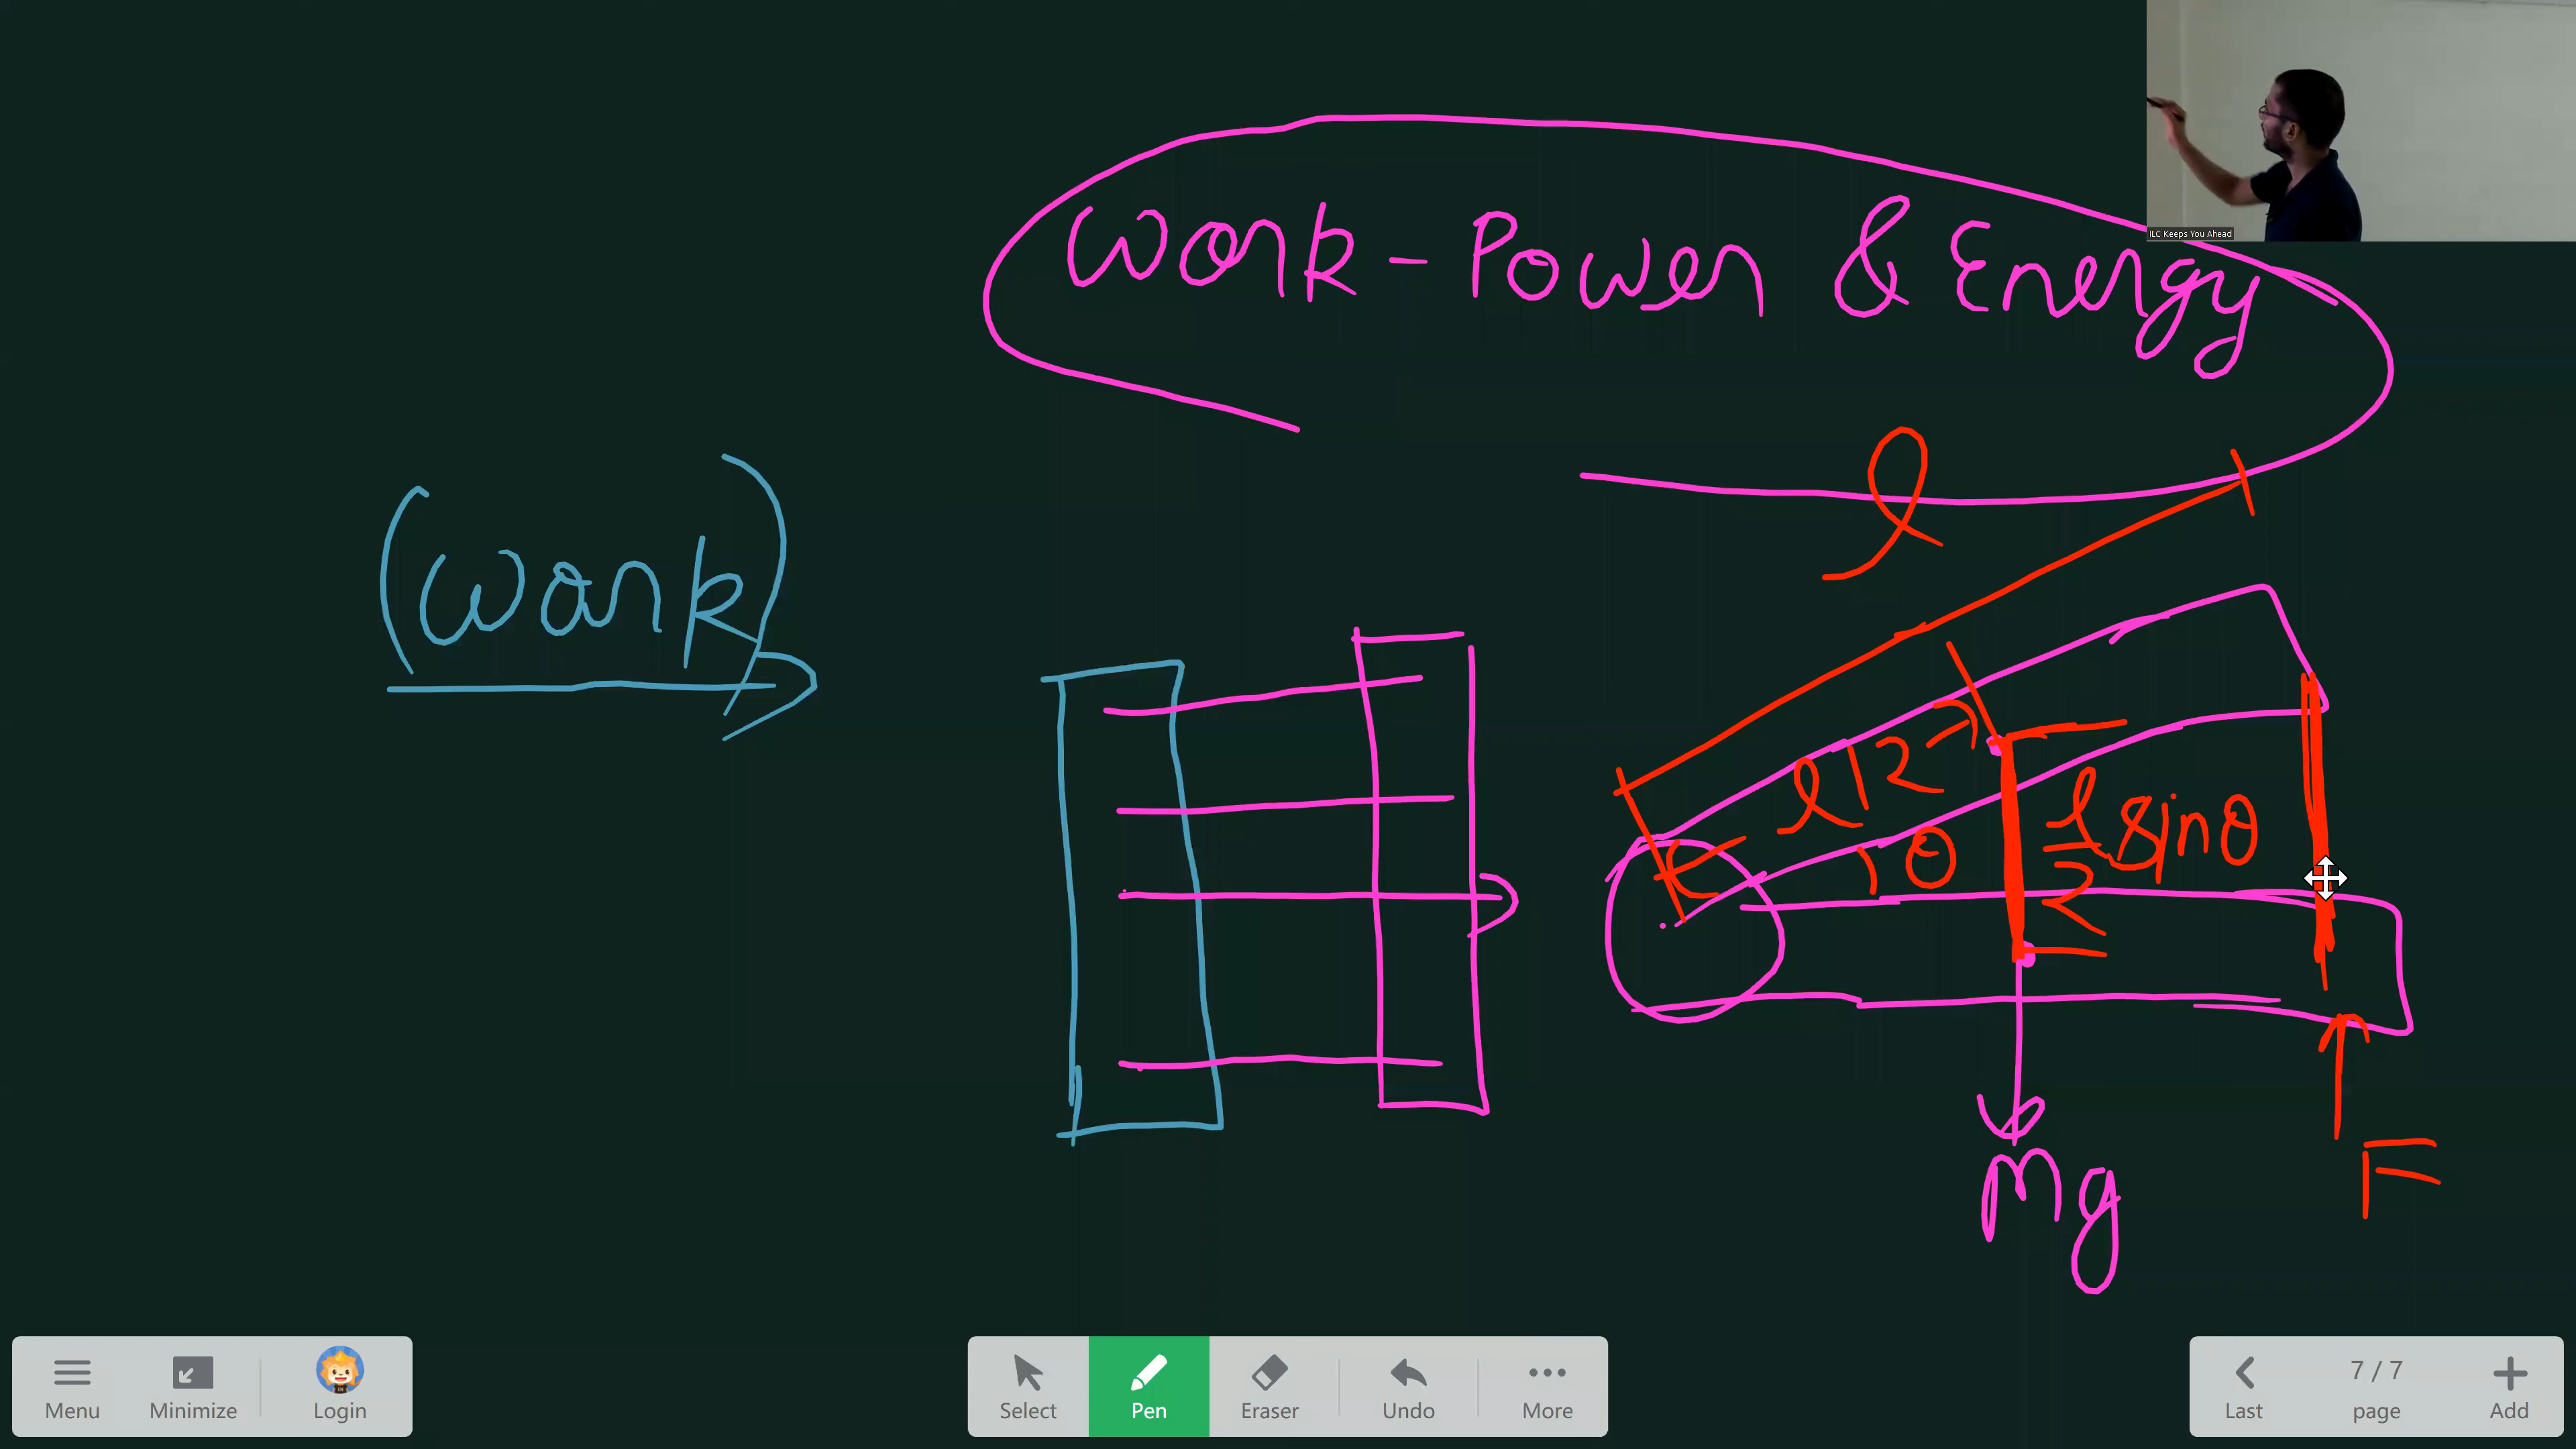 ILC Keeps You Ahead
Work - Power & Energy
(Work)
l
l/2
θ
l/2 sinθ
mg
F
Menu
Minimize
Login
Select
Pen
Eraser
Undo
More
Last
7 / 7
page
Add